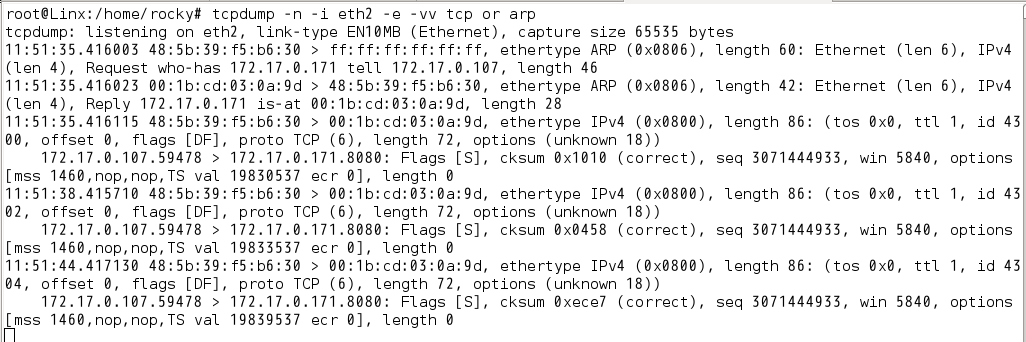 root@Linx:/home/rocky# tcpdump -n -i eth2 -e -vv tcp or arp
tcpdump: listening on eth2, link-type EN10MB (Ethernet), capture size 65535 bytes
11:51:35.416003 48:5b:39:f5:b6:30 > ff:ff:ff:ff:ff:ff, ethertype ARP (0x0806), length 60: Ethernet (len 6), IPv4
(len 4), Request who-has 172.17.0.171 tell 172.17.0.107, length 46
11:51:35.416023 00:1b:cd:03:0a:9d > 48:5b:39:f5:b6:30, ethertype ARP (0x0806), length 42: Ethernet (len 6), IPv4
(len 4), Reply 172.17.0.171 is-at 00:1b:cd:03:0a:9d, length 28
11:51:35.416115 48:5b:39:f5:b6:30 > 00:1b:cd:03:0a:9d, ethertype IPv4 (0x0800), length 86: (tos 0x0, ttl 1, id 43
00, offset 0, flags [DF], proto TCP (6), length 72, options (unknown 18))
    172.17.0.107.59478 > 172.17.0.171.8080: Flags [S], cksum 0x1010 (correct), seq 3071444933, win 5840, options
[mss 1460,nop,nop,TS val 19830537 ecr 0], length 0
11:51:38.415710 48:5b:39:f5:b6:30 > 00:1b:cd:03:0a:9d, ethertype IPv4 (0x0800), length 86: (tos 0x0, ttl 1, id 43
02, offset 0, flags [DF], proto TCP (6), length 72, options (unknown 18))
    172.17.0.107.59478 > 172.17.0.171.8080: Flags [S], cksum 0x0458 (correct), seq 3071444933, win 5840, options
[mss 1460,nop,nop,TS val 19833537 ecr 0], length 0
11:51:44.417130 48:5b:39:f5:b6:30 > 00:1b:cd:03:0a:9d, ethertype IPv4 (0x0800), length 86: (tos 0x0, ttl 1, id 43
04, offset 0, flags [DF], proto TCP (6), length 72, options (unknown 18))
    172.17.0.107.59478 > 172.17.0.171.8080: Flags [S], cksum 0xece7 (correct), seq 3071444933, win 5840, options
[mss 1460,nop,nop,TS val 19839537 ecr 0], length 0